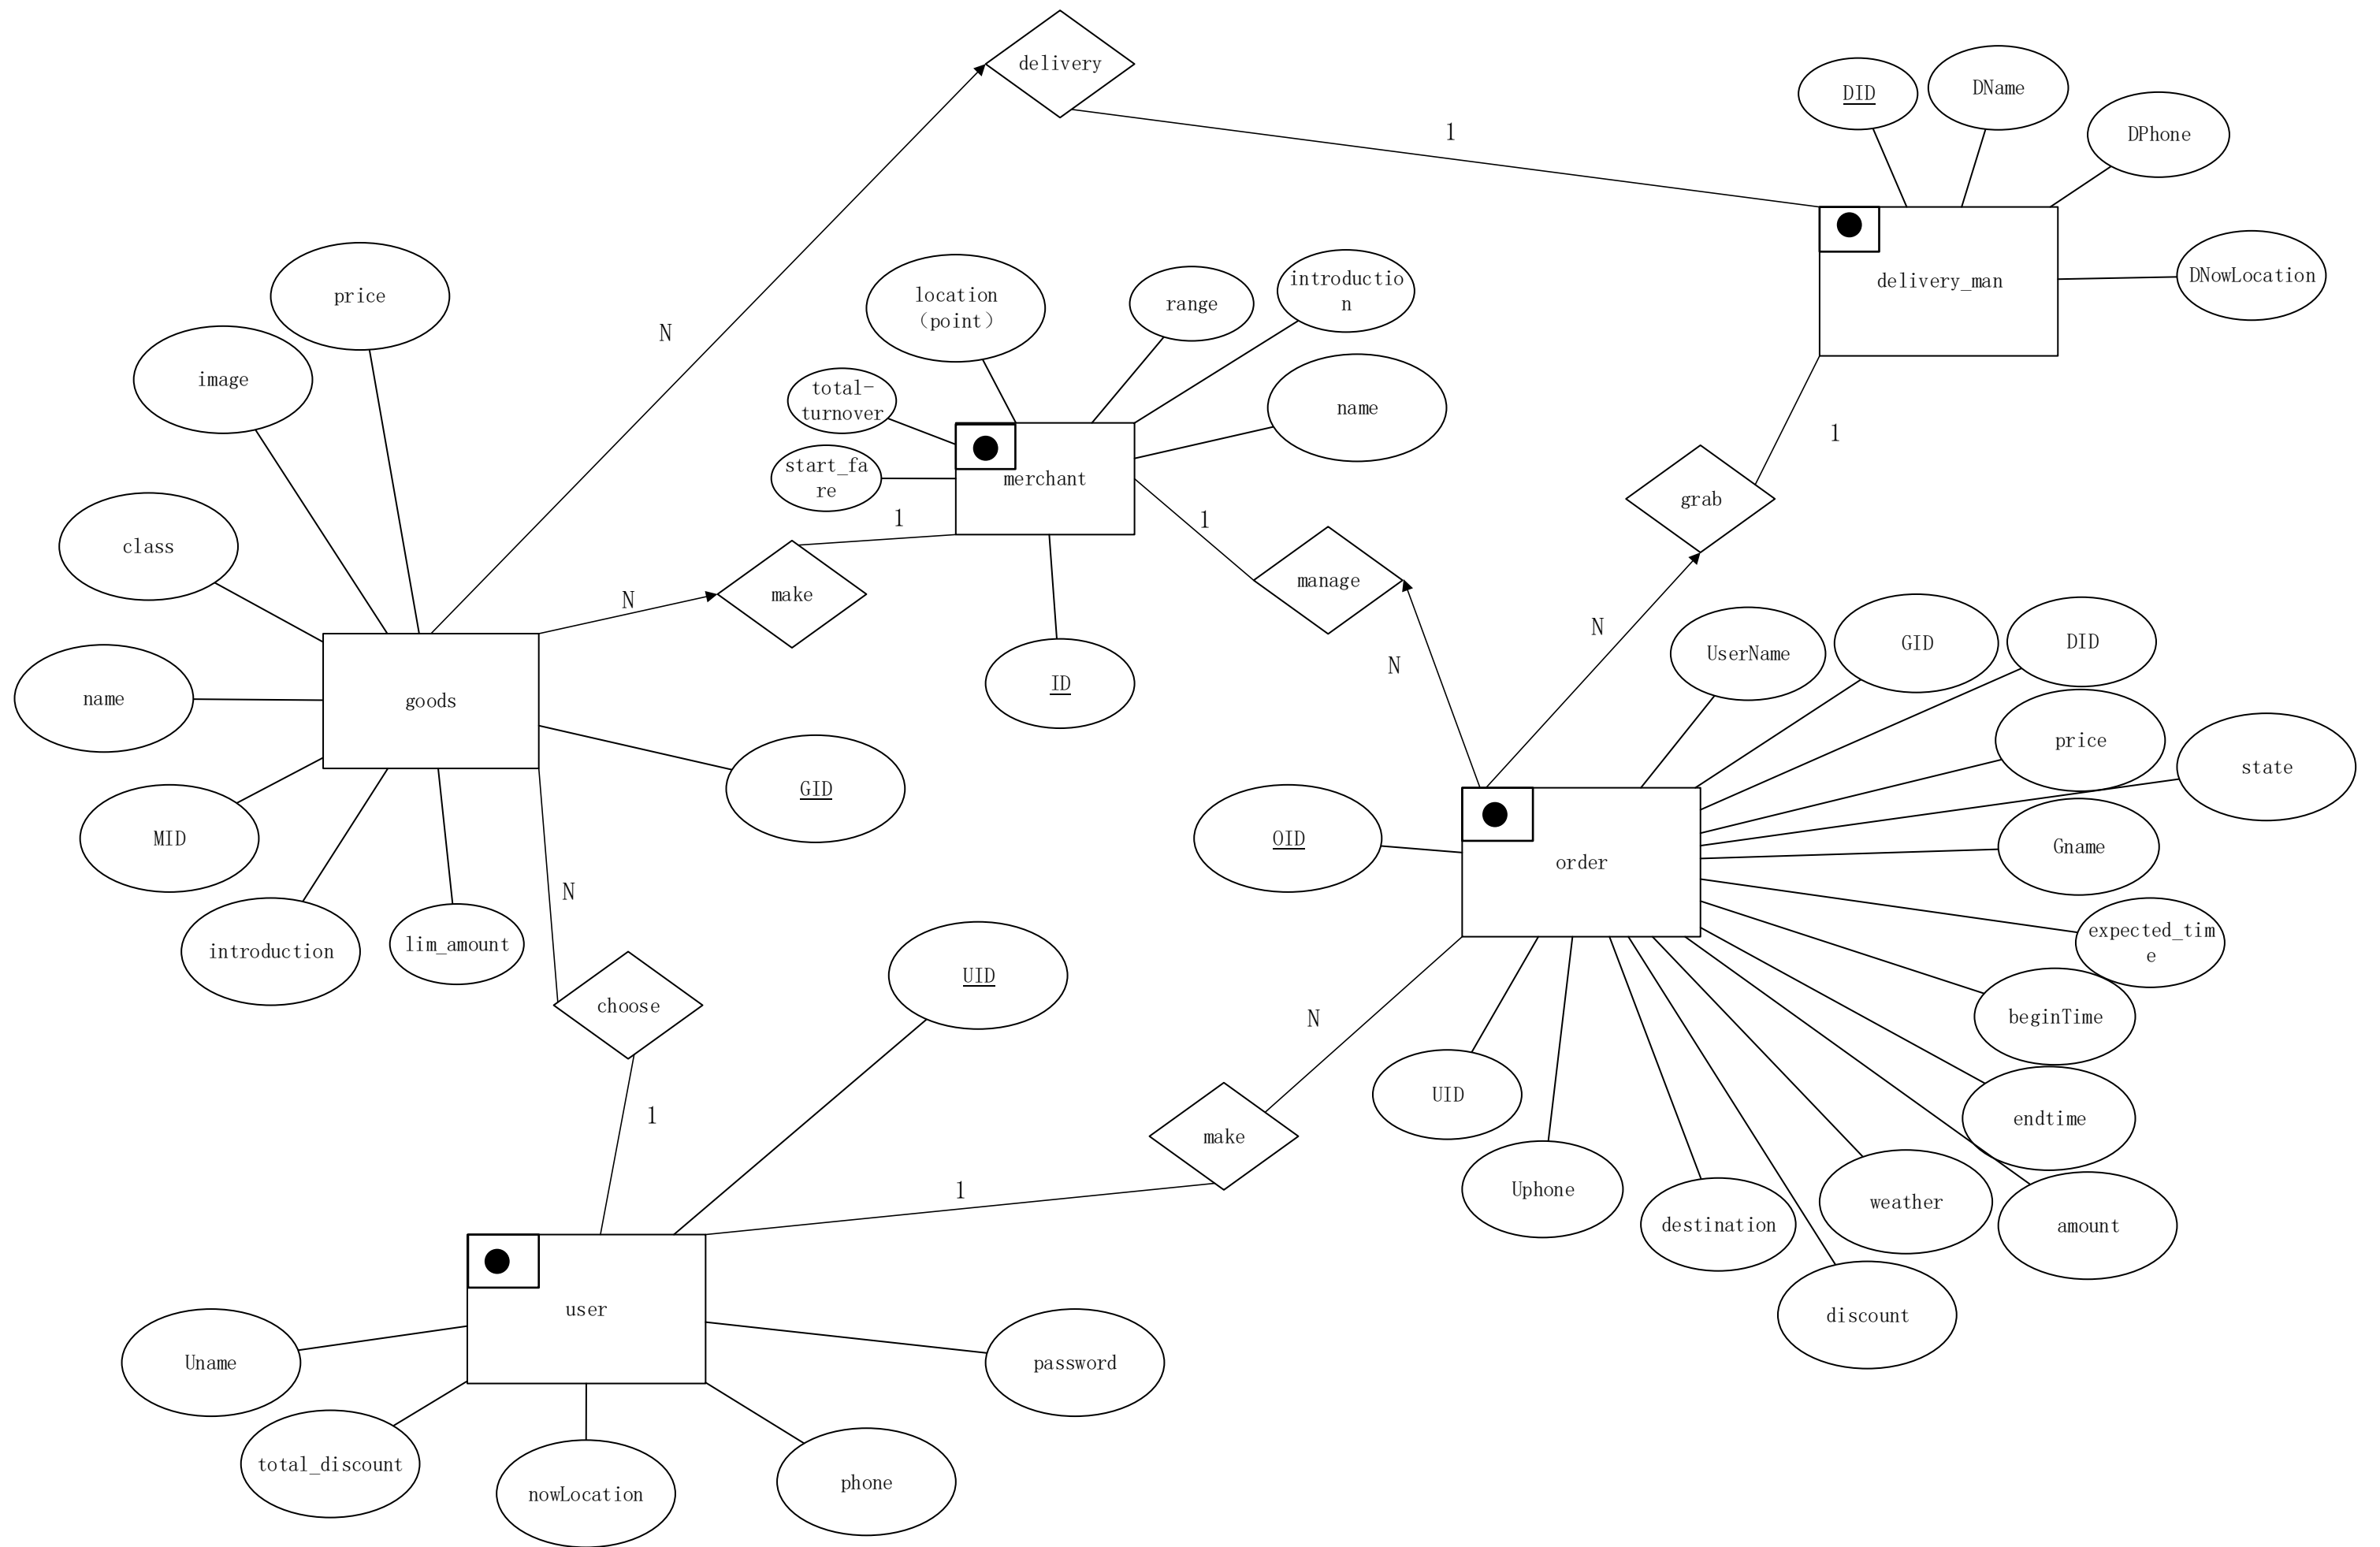 delivery
DID
DName
DPhone
1
delivery_man
DNowLocation
N
price
image
class
name
MID
introduction
lim_amount
goods
GID
location
（point）
range
introductio
n
total-
turnover
name
start_fa
re
merchant
1
1
N
make
manage
ID
1
grab
N
N
UserName
GID
DID
price
state
Gname
OID
order
expected_tim
e
beginTime
endtime
amount
weather
discount
destination
Uphone
UID
N
choose
1
UID
N
make
1
user
Uname
total_discount
nowLocation
phone
password